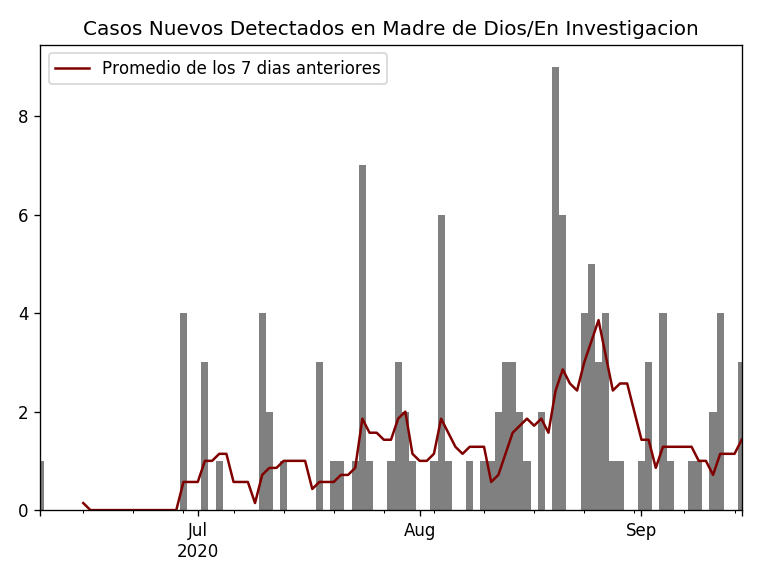 Casos Nuevos Detectados en Madre de Dios/En Investigacion
Promedio de los 7 dias anteriores
8
6
4
2
0
Jul
2020
Aug
Sep